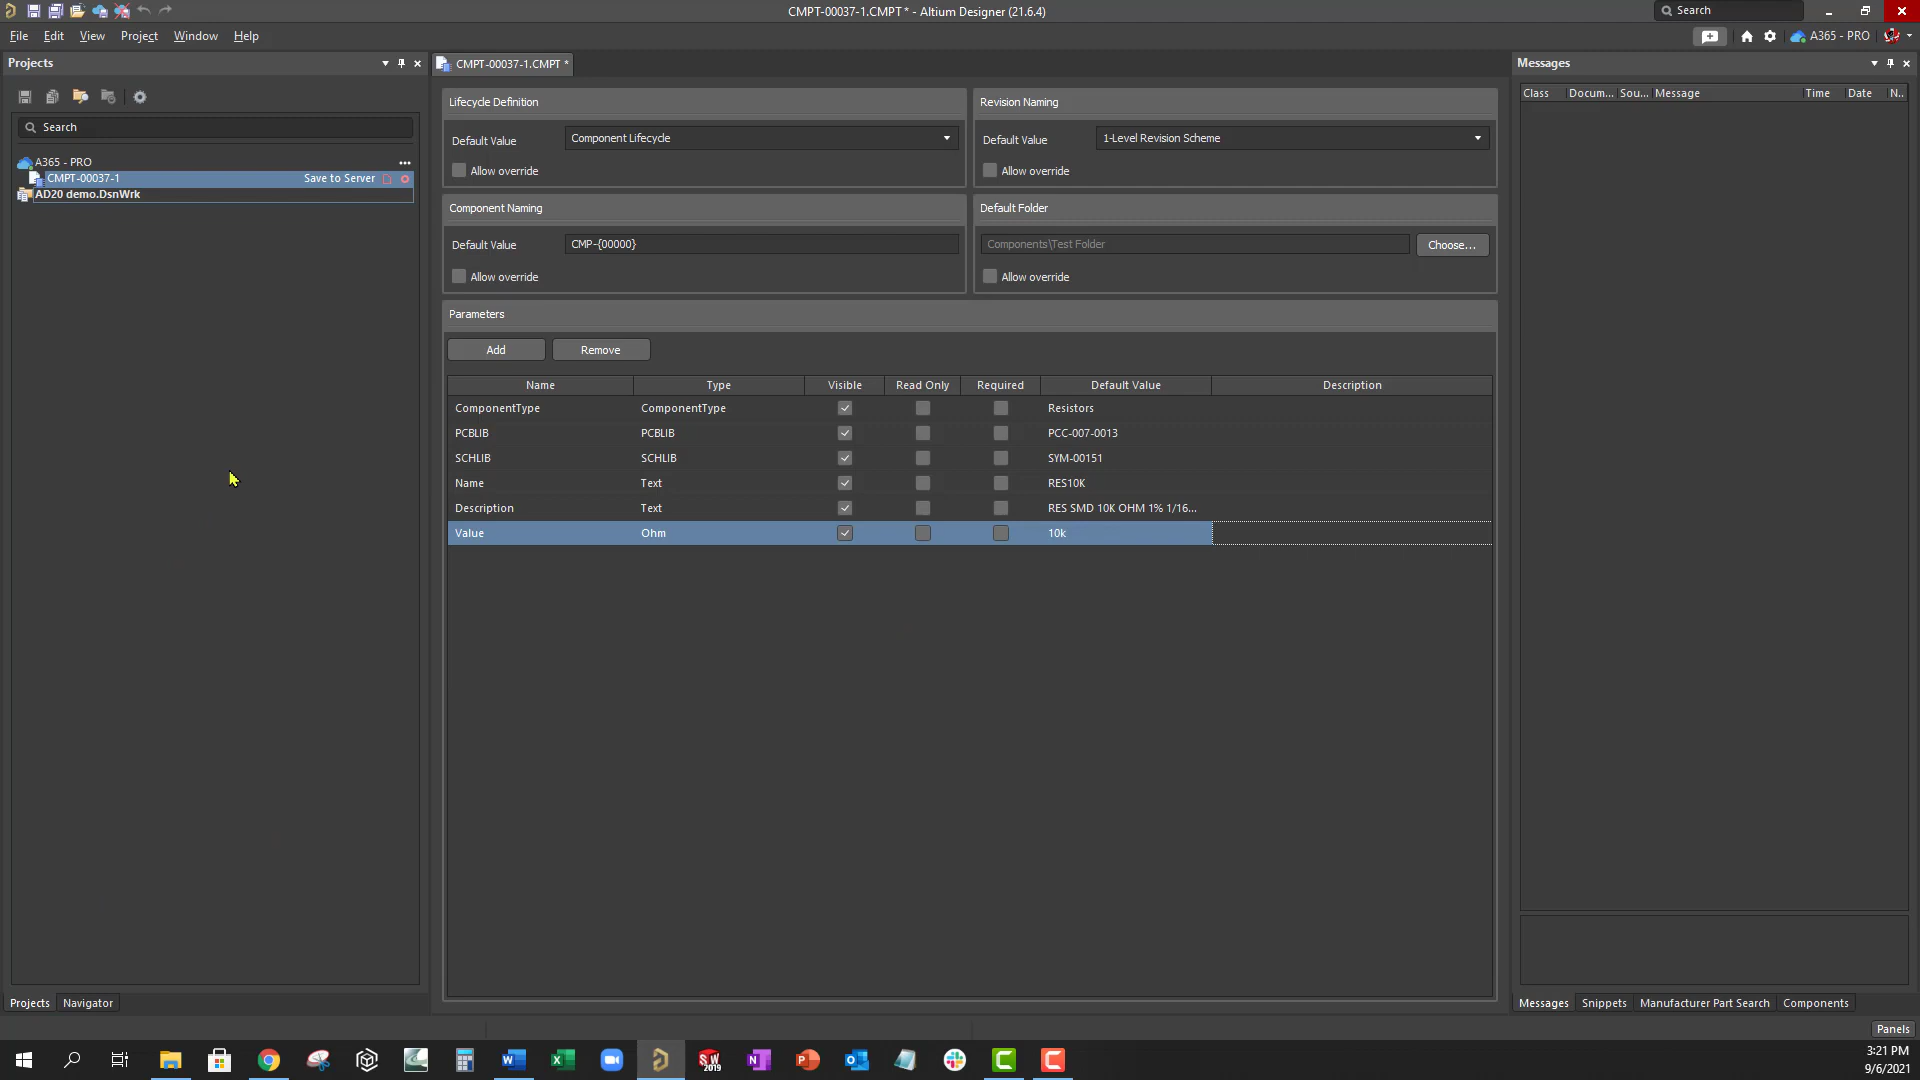 CMPT-00037-1.CMPT * - Altium Designer (21.6.4)
Search
File Edit View Project Window Help
A365 - PRO
Projects
CMPT-00037-1.CMPT *
Messages
Search
A365 - PRO
CMPT-00037-1 Save to Server
AD20 demo.DsnWrk
Lifecycle Definition
Default Value Component Lifecycle
Allow override
Revision Naming
Default Value 1-Level Revision Scheme
Allow override
Component Naming
Default Value CMP-{00000}
Allow override
Default Folder
Components\Test Folder Choose...
Allow override
Parameters
Add Remove
Name Type Visible Read Only Required Default Value Description
ComponentType ComponentType Resistors
PCBLIB PCBLIB PCC-007-0013
SCHLIB SCHLIB SYM-00151
Name Text RES10K
Description Text RES SMD 10K OHM 1% 1/16...
Value Ohm 10k
Class Docum... Sou... Message Time Date N..
Projects Navigator
Messages Snippets Manufacturer Part Search Components
Panels
SW 2019
3:21 PM
9/6/2021